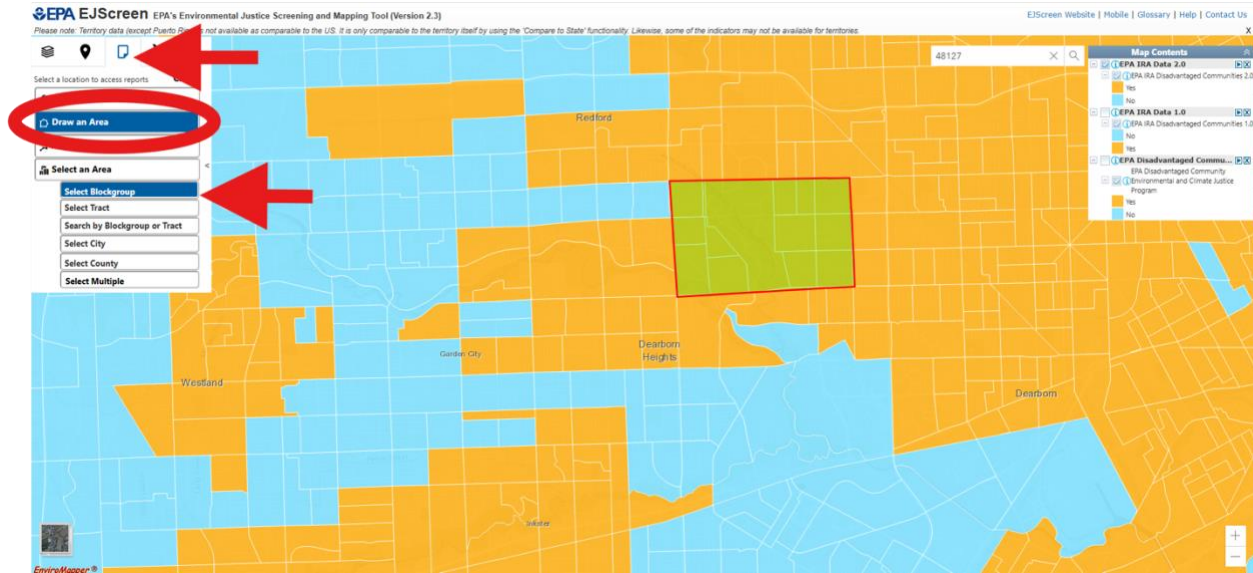 EPA EJScreen EPA's Environmental Justice Screening and Mapping Tool (Version 2.3)
EJScreen Website | Mobile | Glossary | Help | Contact Us
Please note: Territory data (except Puerto Ri not available as comparable to the US. It is only comparable to the territory itself by using the 'Compare to State' functionality. Likewise, some of the indicators may not be available for territories.
X
Select a location to access reports
Draw an Area
Select an Area
Select Blockgroup
Select Tract
Search by Blockgroup or Tract
Select City
Select County
Select Multiple
<
48127
Map Contents
EPA IRA Data 2.0
EPA IRA Disadvantaged Communities 2.0
Yes
No
EPA IRA Data 1.0
EPA IRA Disadvantaged Communities 1.0
No
Yes
EPA Disadvantaged Commu...
EPA Disadvantaged Community
Environmental and Climate Justice
Program
Yes
No
Redford
Garden City
Dearborn
Heights
Westland
Dearborn
Inkster
EnviroMapper ®